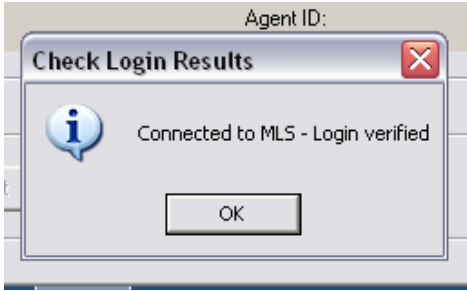 Agent ID:
Check Login Results
Connected to MLS - Login verified
OK